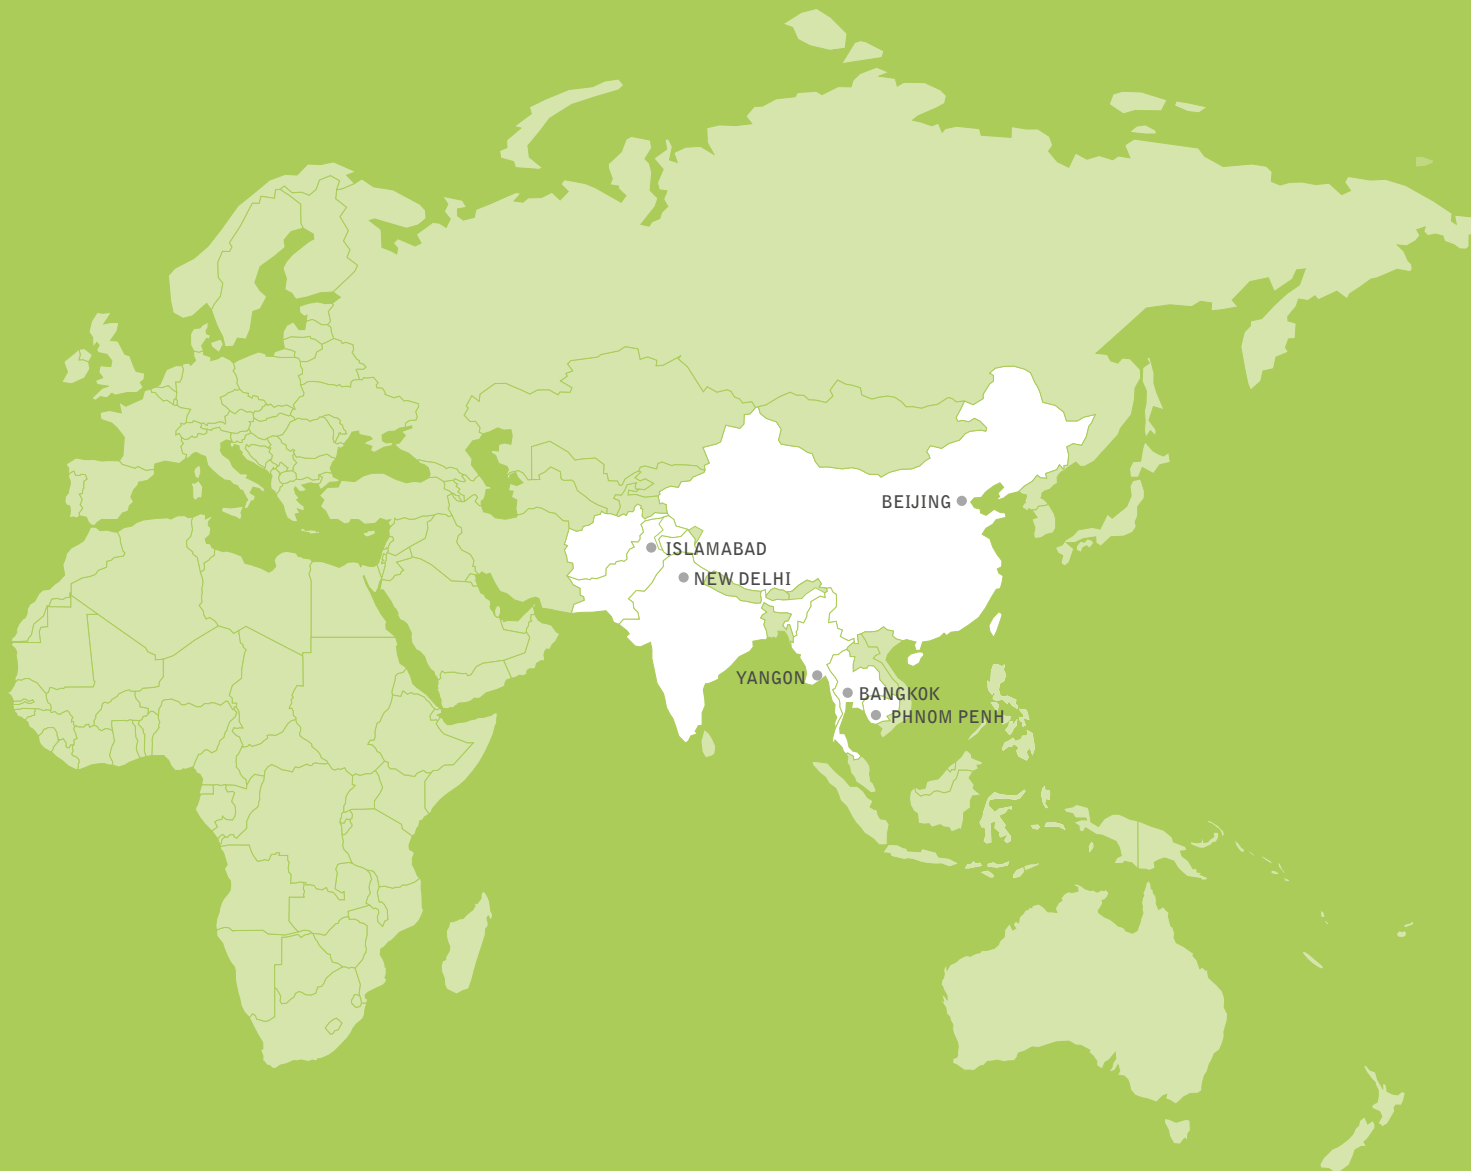 BEIJING
ISLAMABAD
NEW DELHI
YANGON
BANGKOK
PHNOM PENH